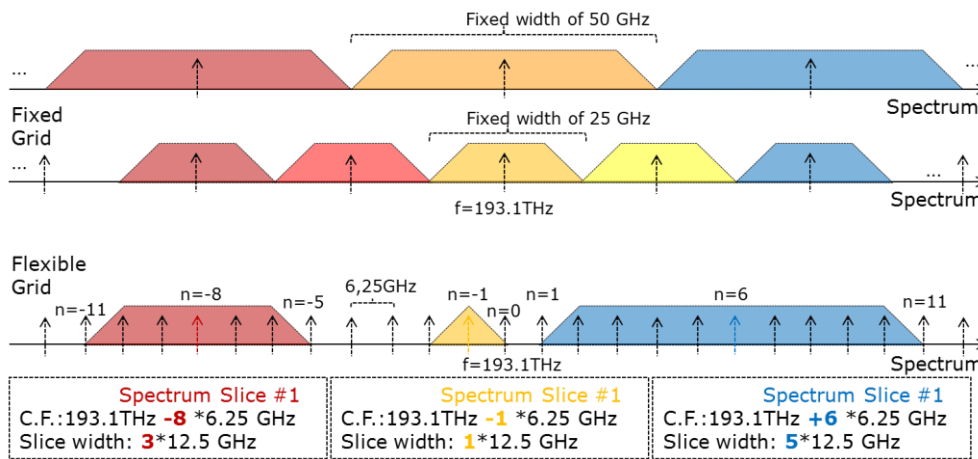 Fixed width of 50 GHz
...
...
Fixed Grid
Spectrum
Fixed width of 25 GHz
...
...
f=193.1THz
Spectrum
Flexible Grid
n=-11
n=-8
n=-5
6,25GHz
n=-1
n=0
n=1
n=6
n=11
f=193.1THz
Spectrum
Spectrum Slice #1
C.F.:193.1THz -8 *6.25 GHz
Slice width: 3*12.5 GHz
Spectrum Slice #1
C.F.:193.1THz -1 *6.25 GHz
Slice width: 1*12.5 GHz
Spectrum Slice #1
C.F.:193.1THz +6 *6.25 GHz
Slice width: 5*12.5 GHz